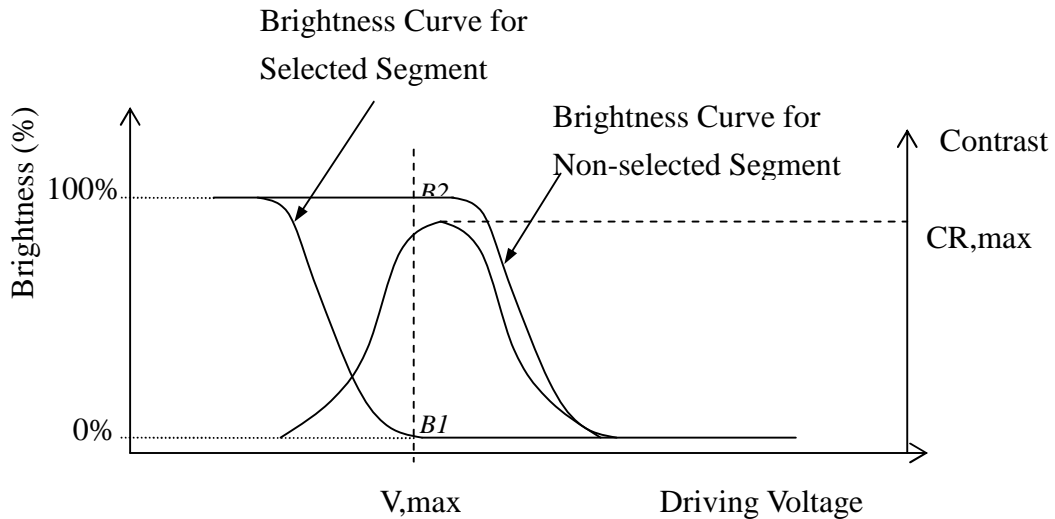 Brightness Curve for
Selected Segment
Brightness Curve for
Non-selected Segment
Contrast
Brightness (%)
100%
B2
CR,max
0%
B1
V,max
Driving Voltage